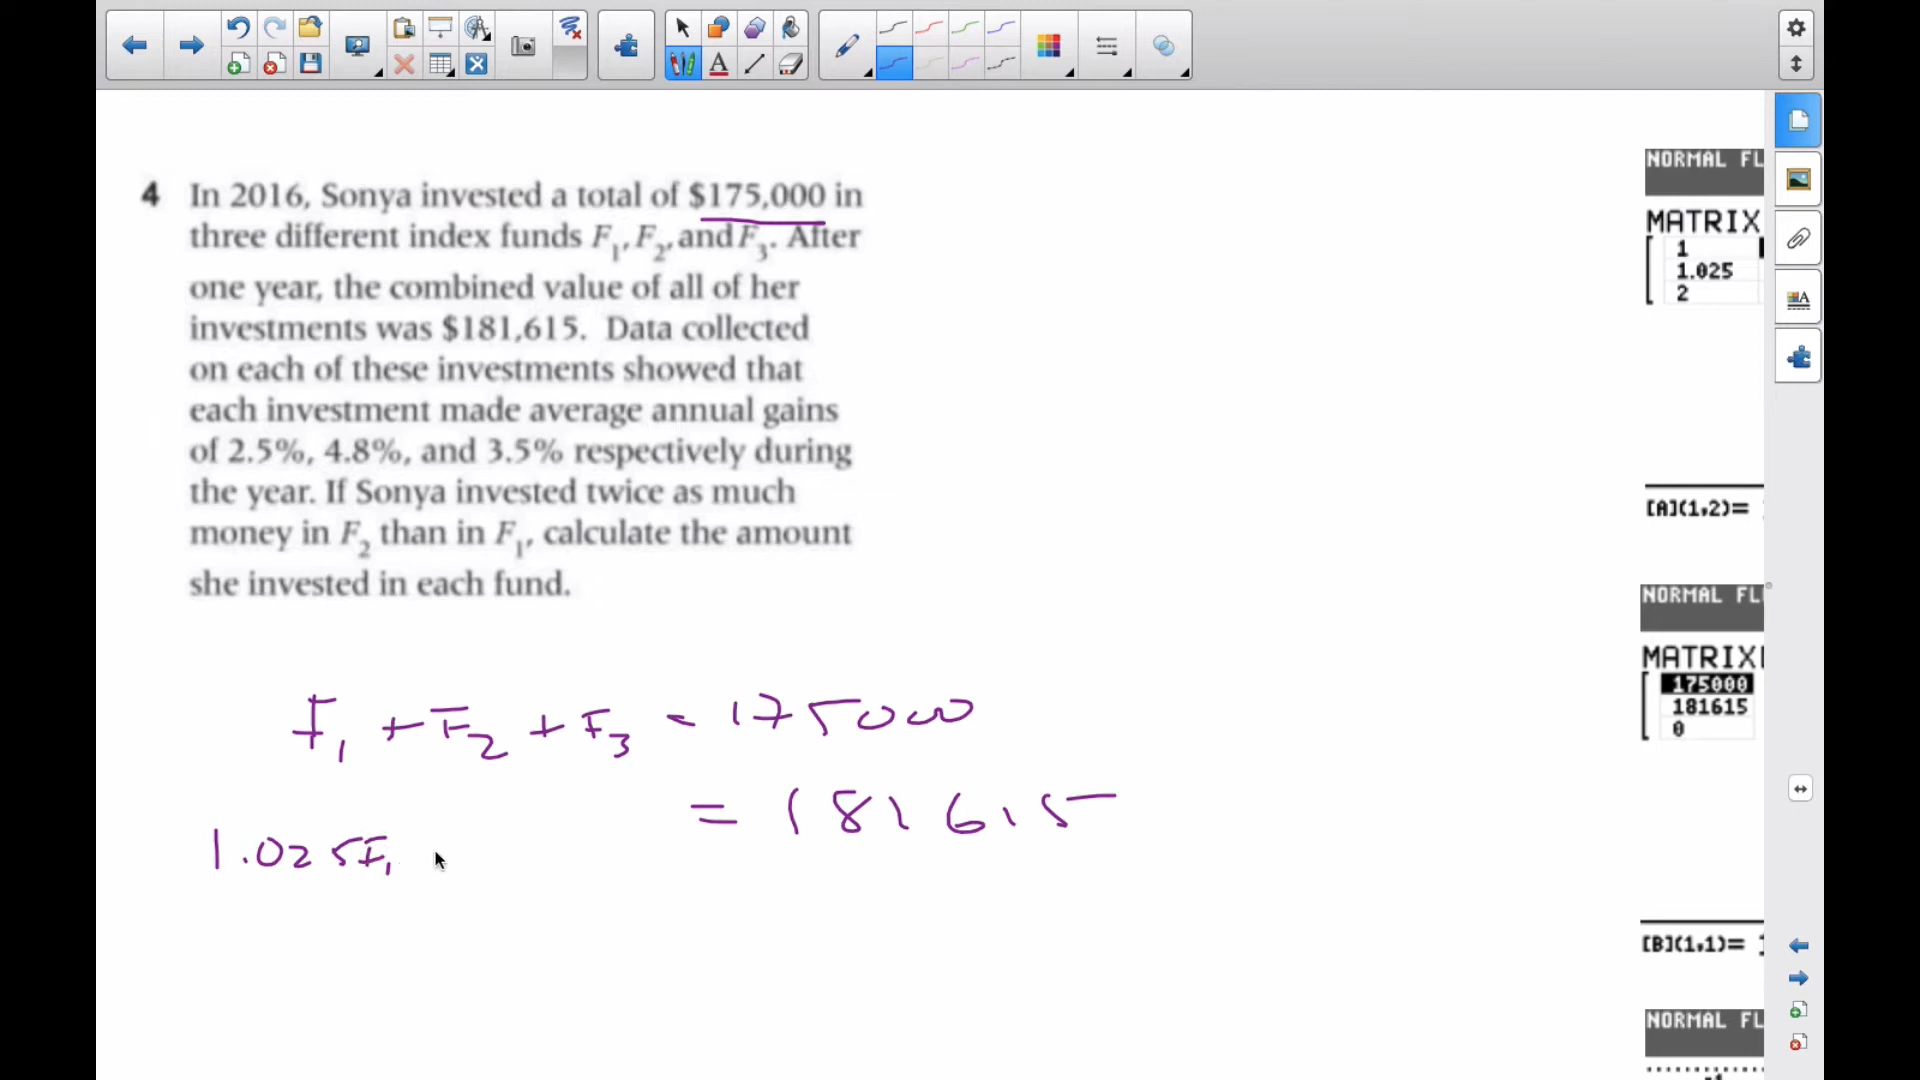 4 In 2016, Sonya invested a total of $175,000 in
three different index funds F₁, F₂, and F₃. After
one year, the combined value of all of her
investments was $181,615. Data collected
on each of these investments showed that
each investment made average annual gains
of 2.5%, 4.8%, and 3.5% respectively during
the year. If Sonya invested twice as much
money in F₂ than in F₁, calculate the amount
she invested in each fund.
F₁ + F₂ + F₃ = 175000
= 181615
1.025F₁
NORMAL FL
MATRIX
1
1.025
2
[A](1,2)=
NORMAL FL
MATRIX
175000
181615
0
[B](1,1)=
NORMAL FL